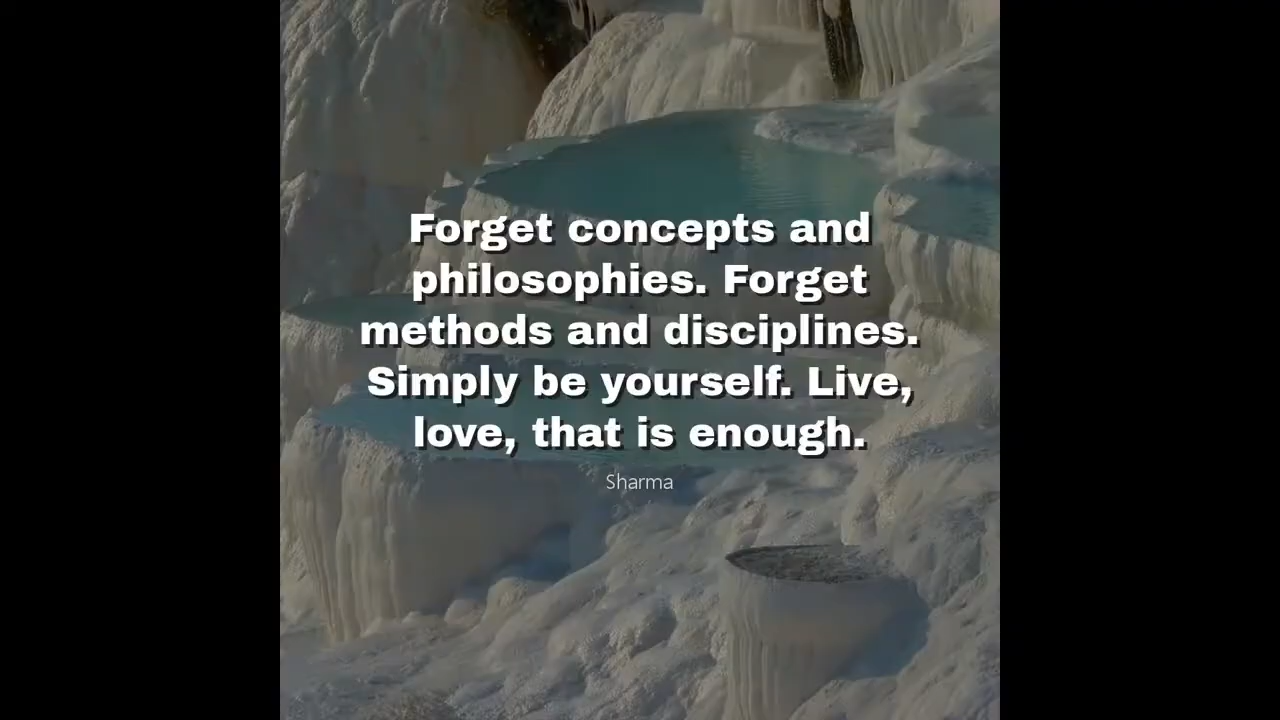 Forget concepts and
philosophies. Forget
methods and disciplines.
Simply be yourself. Live,
love, that is enough.
Sharma